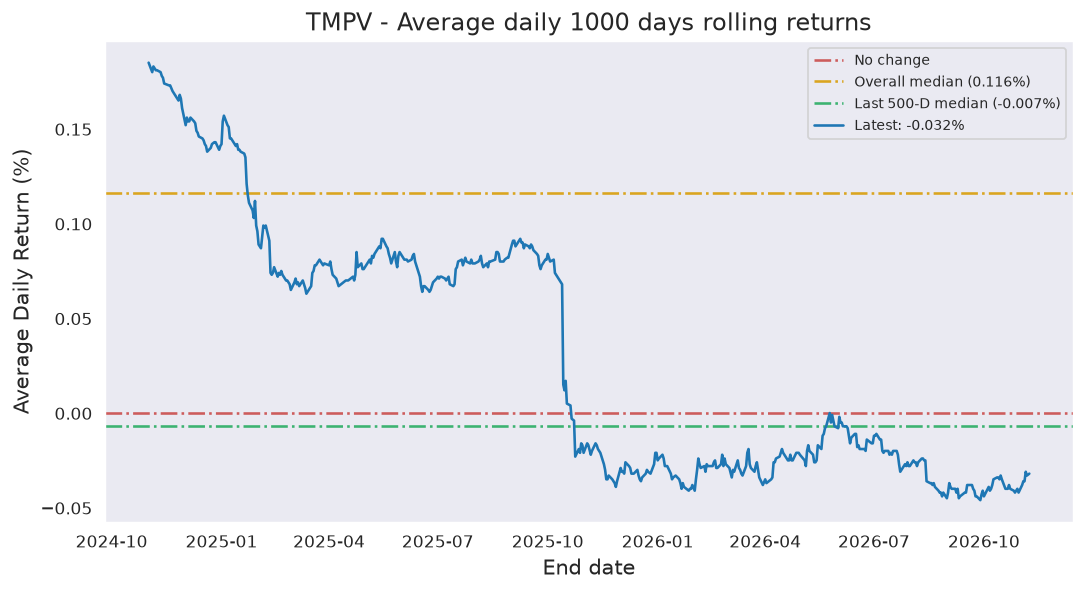 TMPV - Average daily 1000 days rolling returns
No change
Overall median (0.116%)
Last 500-D median (-0.007%)
Latest: -0.032%
Average Daily Return (%)
0.15
0.10
0.05
0.00
−0.05
2024-10 2025-01 2025-04 2025-07 2025-10 2026-01 2026-04 2026-07 2026-10
End date